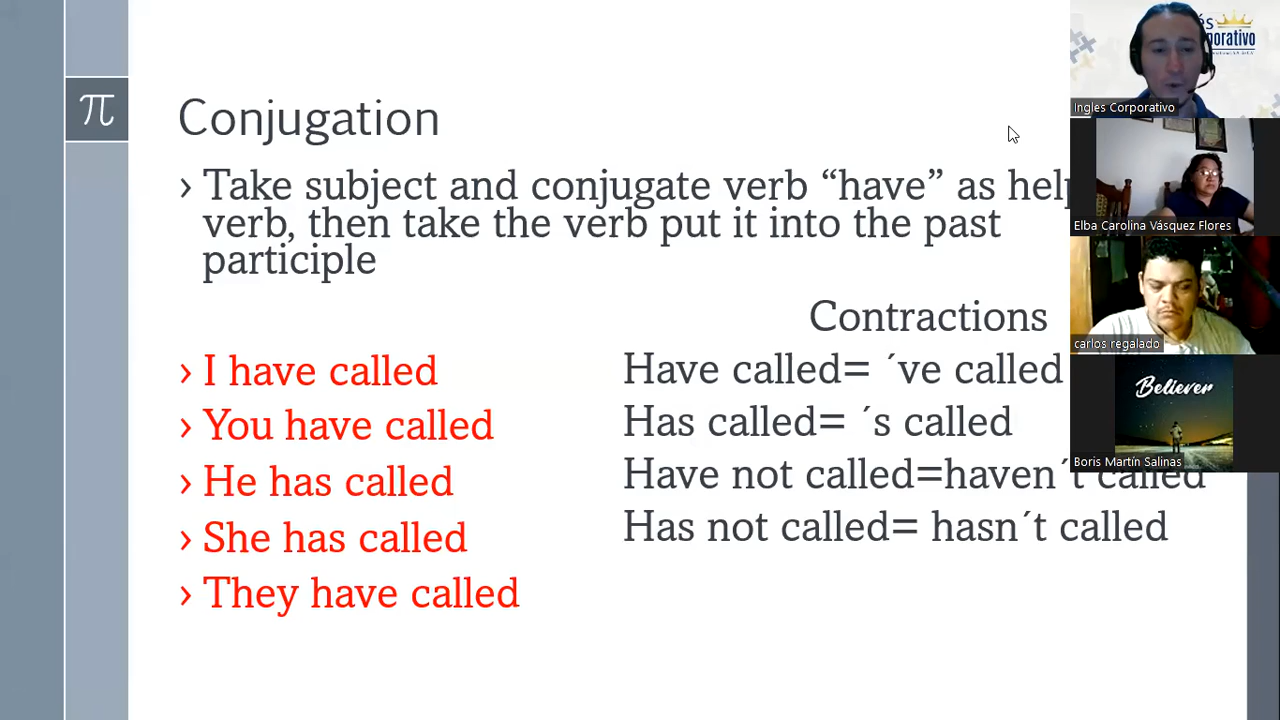 π
Conjugation
› Take subject and conjugate verb “have” as
verb, then take the verb put it into the past
participle
› I have called
› You have called
› He has called
› She has called
› They have called
Contractions
Have called= ´ve called
Has called= ´s called
Have not called=haven´t called
Has not called= hasn´t called
Ingles Corporativo
Elba Carolina Vásquez Flores
carlos regalado
Believer
Boris Martín Salinas